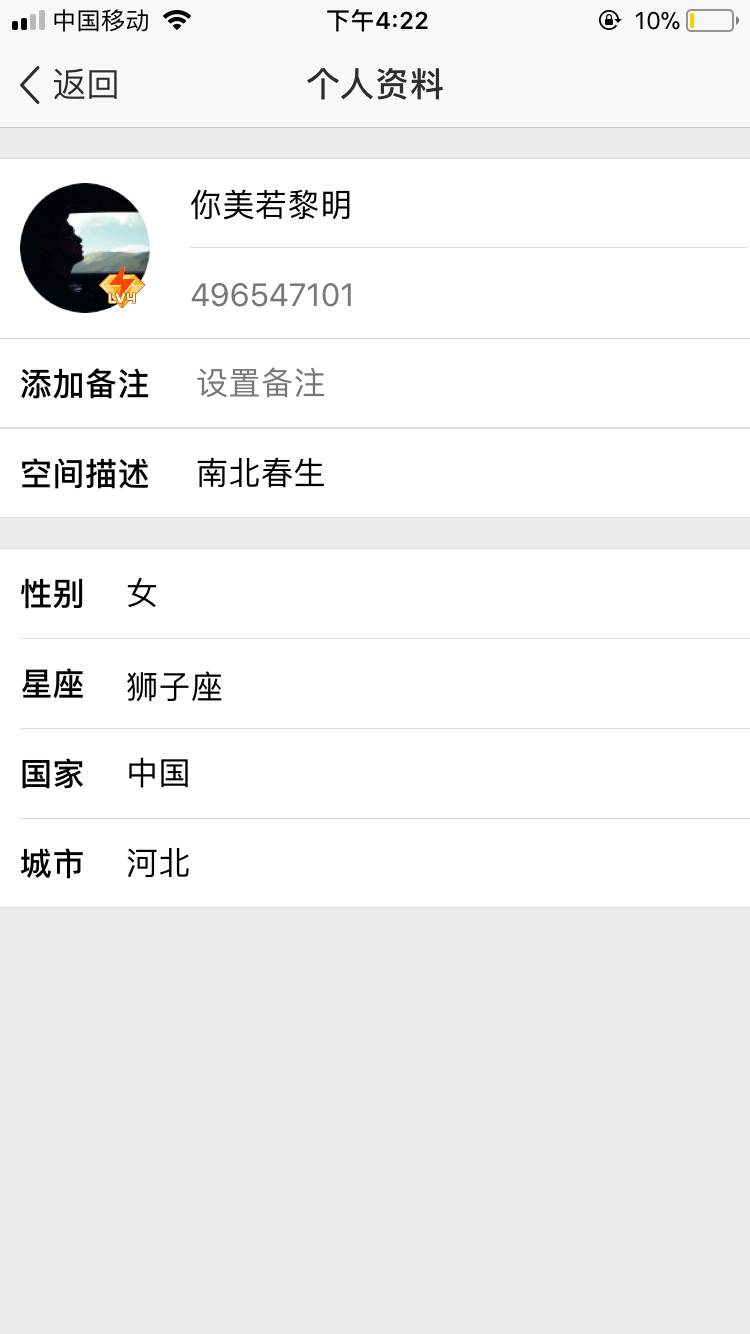 中国移动 下午4:22 10%
返回 个人资料
你美若黎明
LV4
496547101
添加备注 设置备注
空间描述 南北春生
性别 女
星座 狮子座
国家 中国
城市 河北